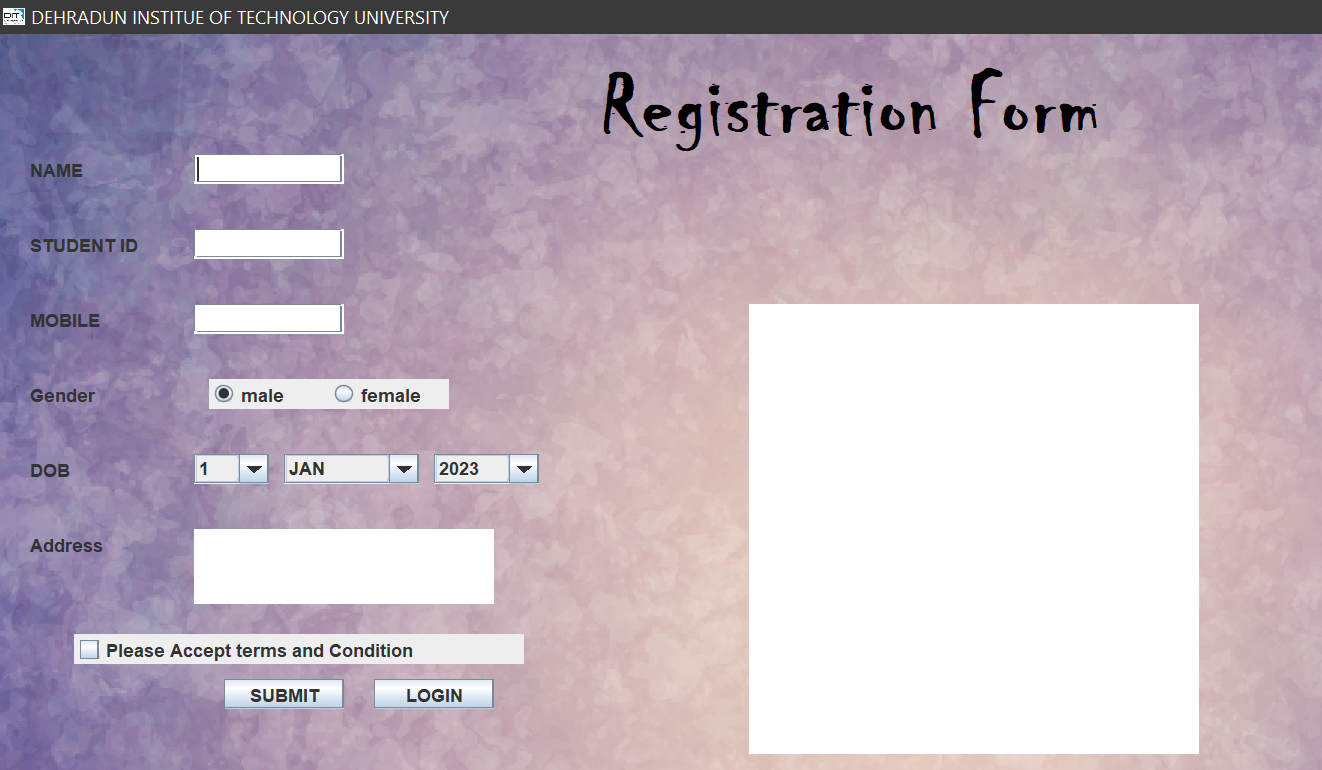 DIT
DEHRADUN INSTITUE OF TECHNOLOGY UNIVERSITY
Registration Form
NAME
STUDENT ID
MOBILE
Gender male female
DOB 1 JAN 2023
Address
Please Accept terms and Condition
SUBMIT LOGIN